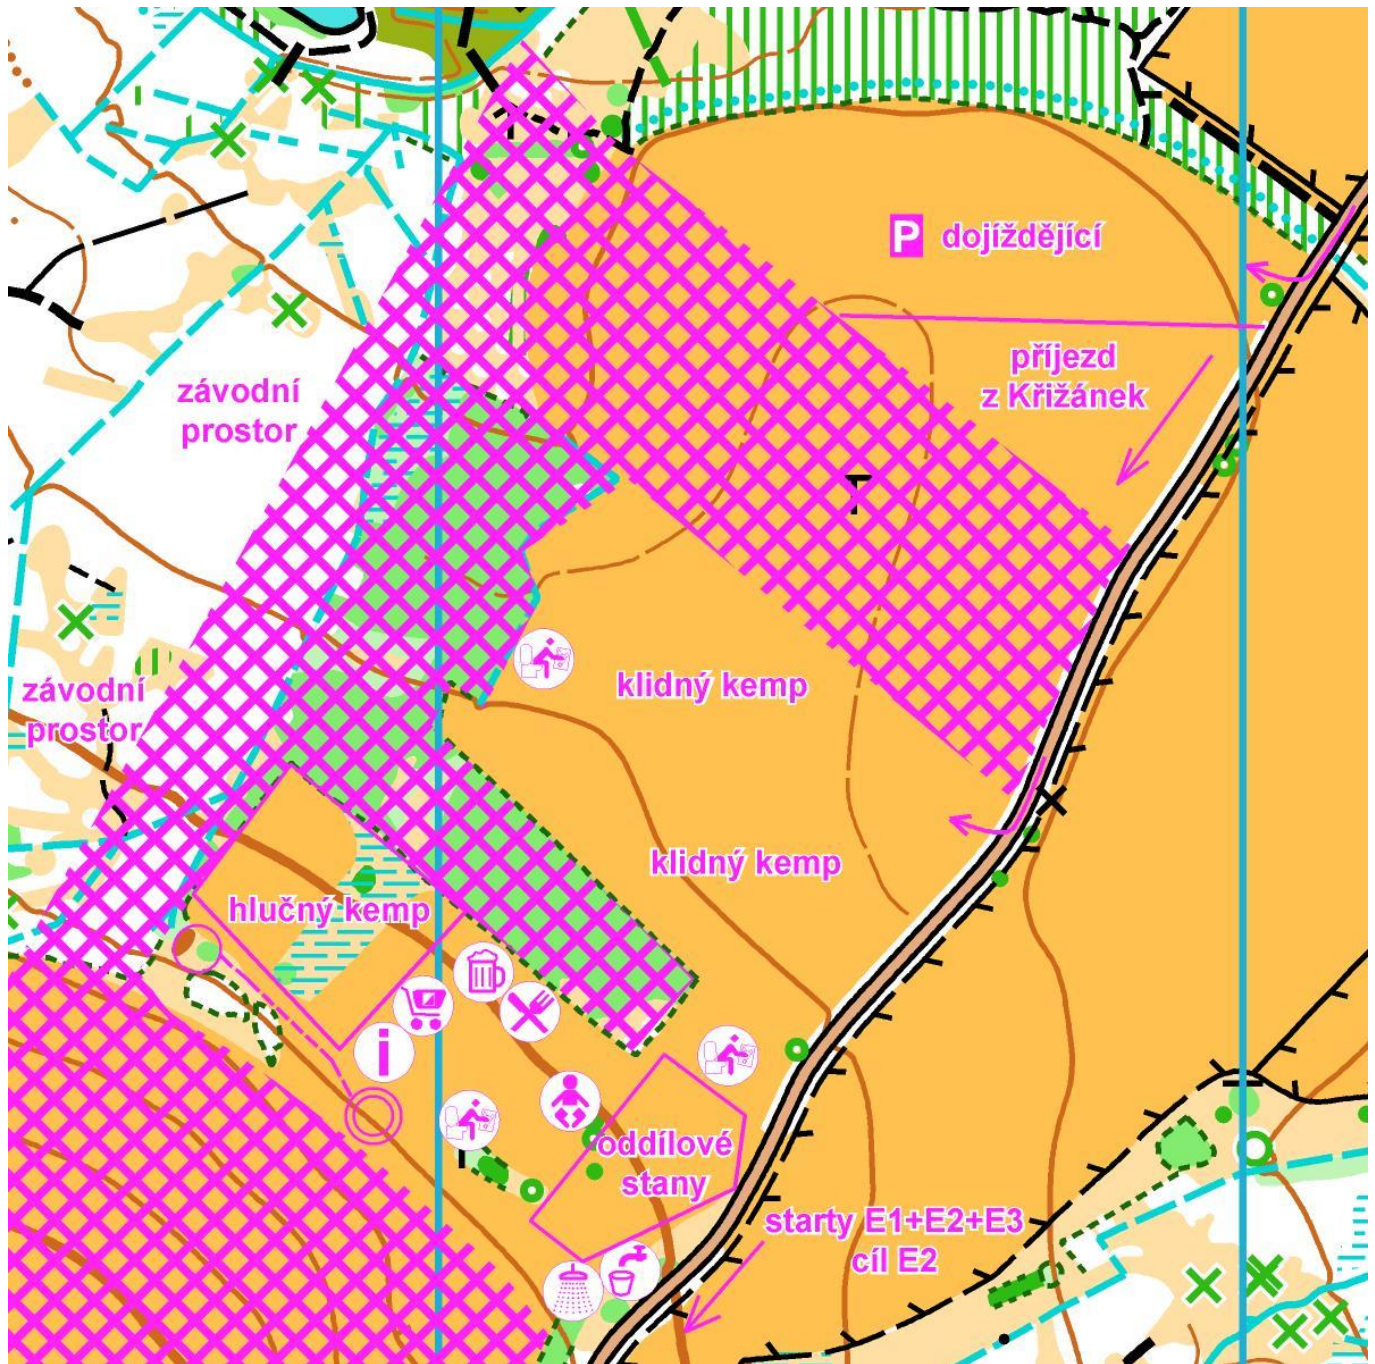 P dojíždějící
příjezd
z Křižánek
závodní
prostor
klidný kemp
závodní
prostor
klidný kemp
hlučný kemp
i
oddílové
stany
starty E1+E2+E3
cíl E2